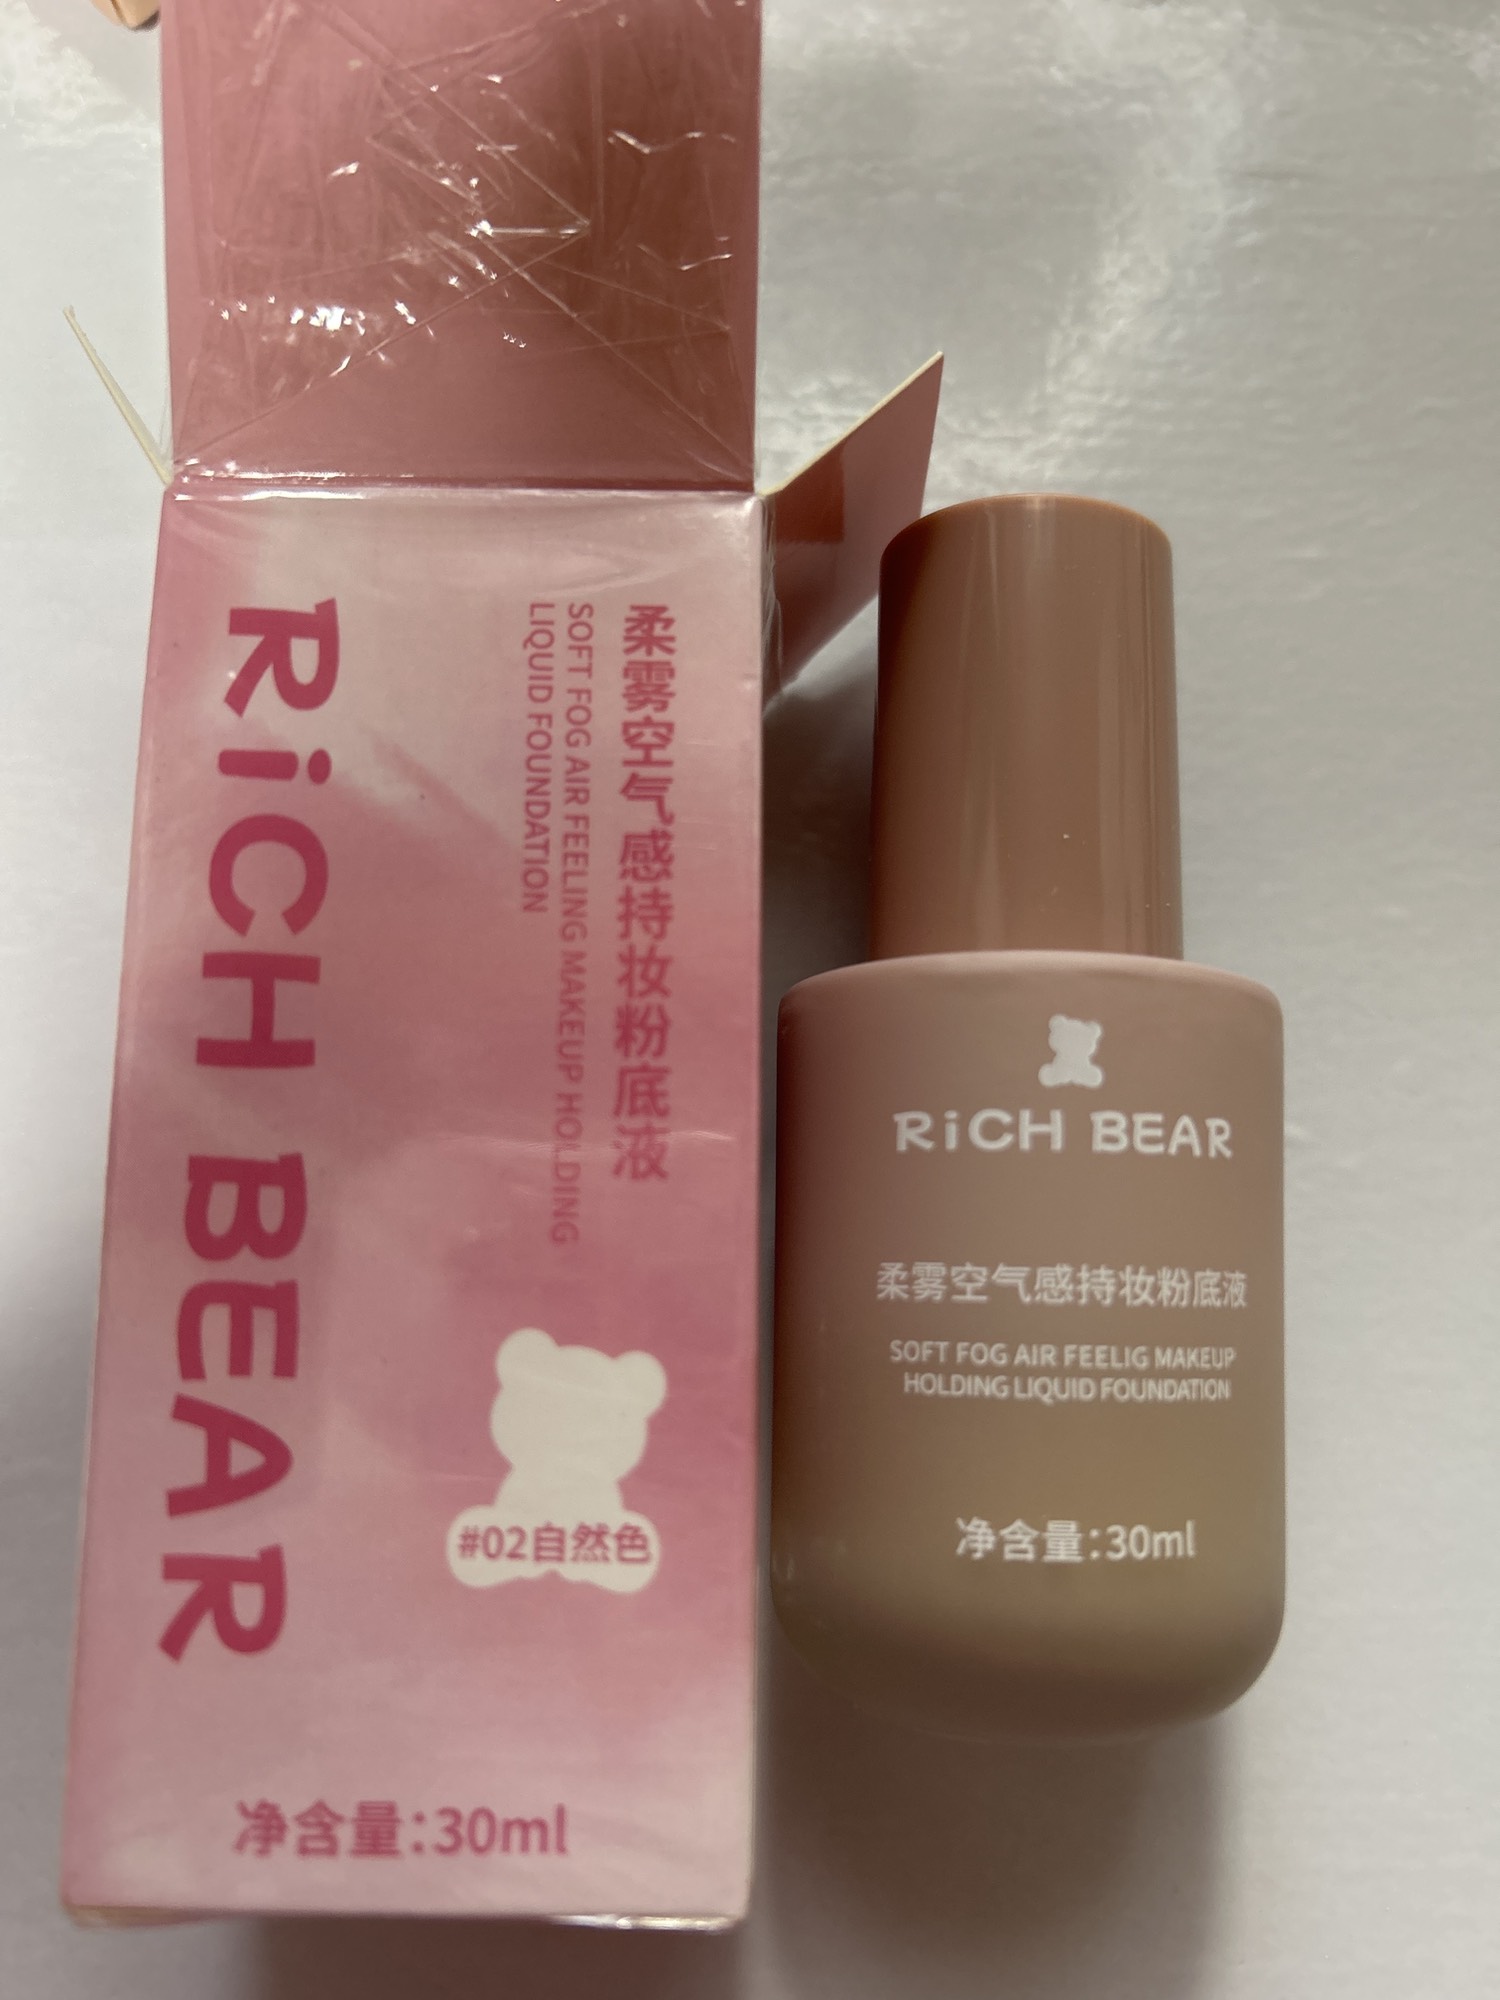 RiCH BEAR
柔雾空气感持妆粉底液
SOFT FOG AIR FEELING MAKEUP HOLDING
LIQUID FOUNDATION
#02自然色
净含量:30ml
RiCH BEAR
柔雾空气感持妆粉底液
SOFT FOG AIR FEELIG MAKEUP
HOLDING LIQUID FOUNDATION
净含量:30ml